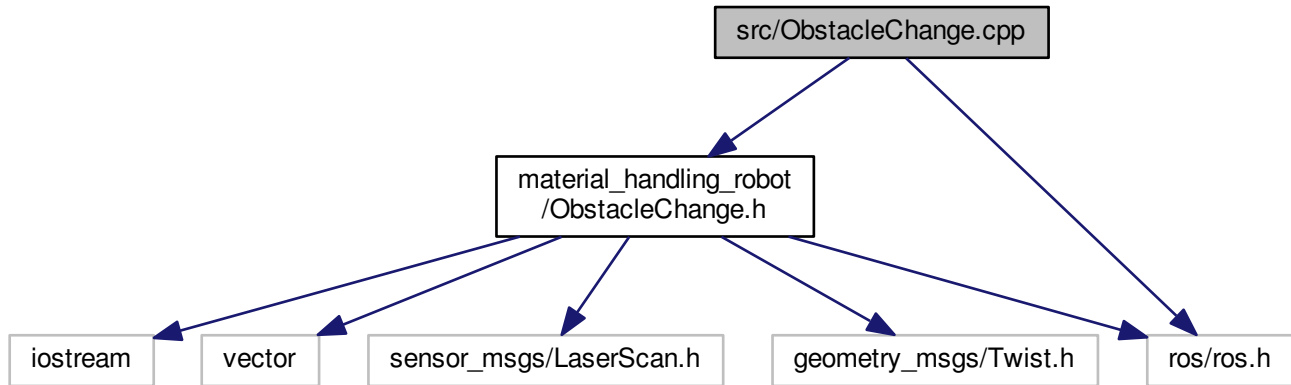 src/ObstacleChange.cpp
material_handling_robot
/ObstacleChange.h
iostream
vector
sensor_msgs/LaserScan.h
geometry_msgs/Twist.h
ros/ros.h